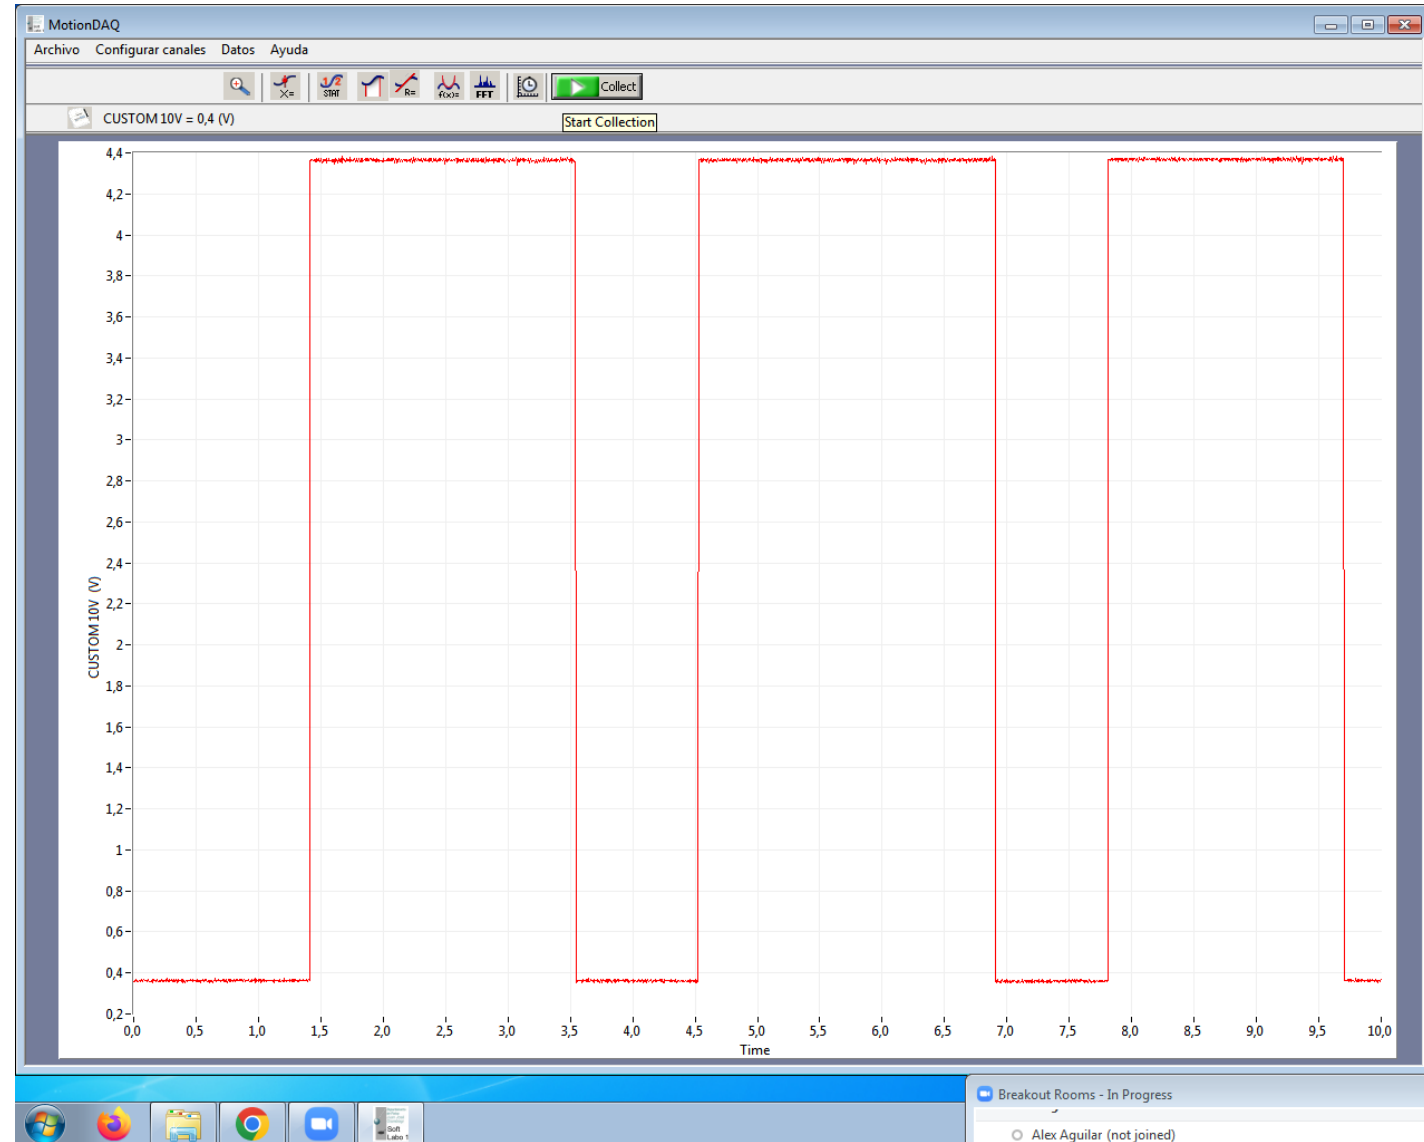 MotionDAQ
Archivo Configurar canales Datos Ayuda
X= 1/2 STAT R= f(x)= FFT Collect
CUSTOM 10V = 0,4 (V)
Start Collection
4,4
4,2
4
3,8
3,6
3,4
3,2
3
2,8
2,6
2,4
2,2
2
1,8
1,6
1,4
1,2
1
0,8
0,6
0,4
0,2
CUSTOM 10V (V)
0,0 0,5 1,0 1,5 2,0 2,5 3,0 3,5 4,0 4,5 5,0 5,5 6,0 6,5 7,0 7,5 8,0 8,5 9,0 9,5 10,0
Time
Breakout Rooms - In Progress
Alex Aguilar (not joined)
Soft
Labo 1